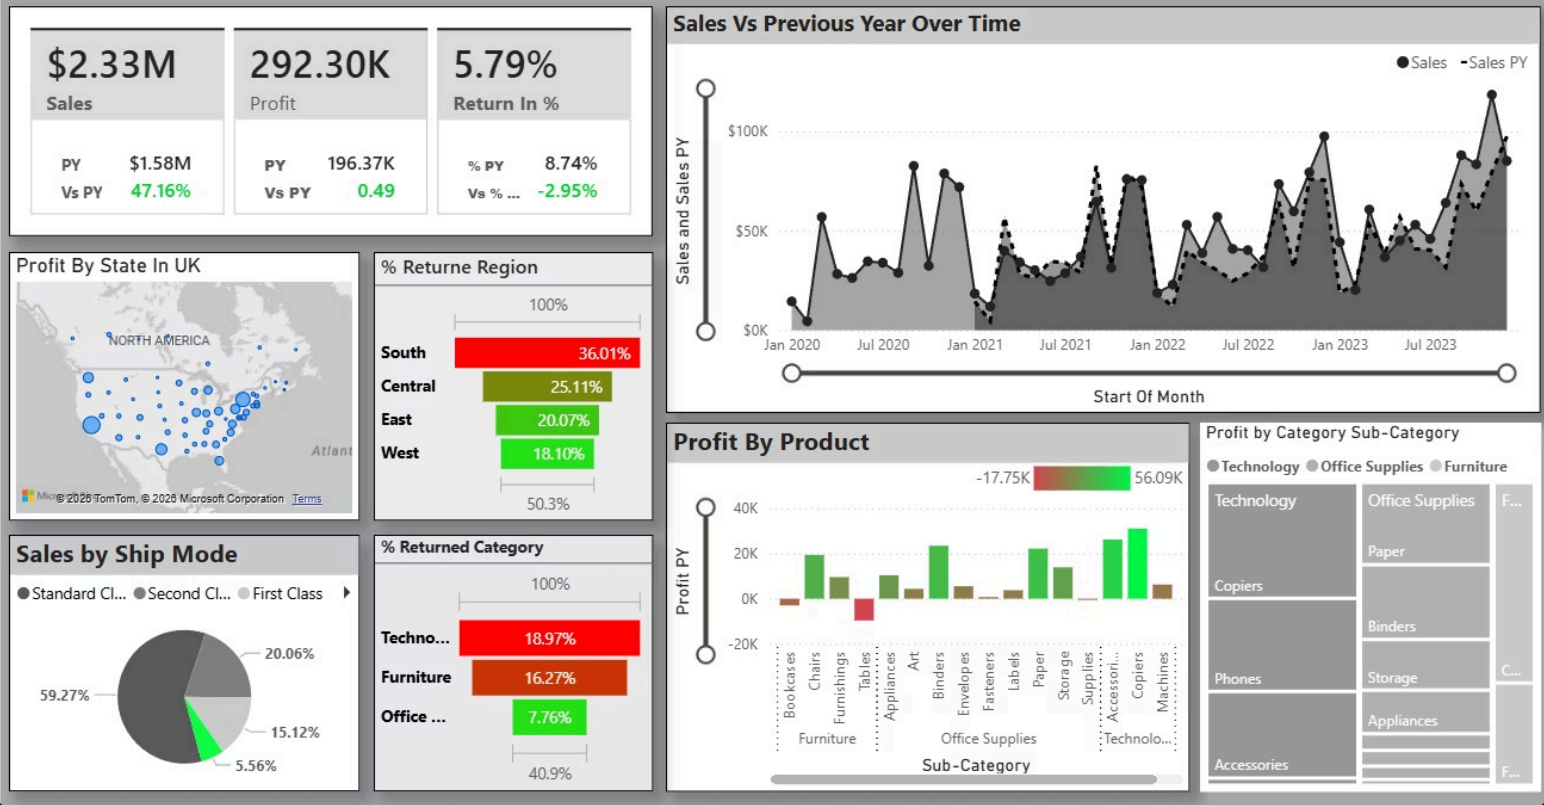 $2.33M
Sales
PY $1.58M
Vs PY 47.16%
292.30K
Profit
PY 196.37K
Vs PY 0.49
5.79%
Return In %
% PY 8.74%
Vs % ... -2.95%
Sales Vs Previous Year Over Time
Sales Sales PY
Sales and Sales PY
$100K
$50K
$0K
Jan 2020 Jul 2020 Jan 2021 Jul 2021 Jan 2022 Jul 2022 Jan 2023 Jul 2023
Start Of Month
Profit By State In UK
NORTH AMERICA
Atlant
© 2026 TomTom, © 2026 Microsoft Corporation Terms
% Returne Region
100%
South 36.01%
Central 25.11%
East 20.07%
West 18.10%
50.3%
Sales by Ship Mode
Standard Cl... Second Cl... First Class
20.06%
59.27%
15.12%
5.56%
% Returned Category
100%
Techno... 18.97%
Furniture 16.27%
Office ... 7.76%
40.9%
Profit By Product
-17.75K 56.09K
Profit PY
40K
20K
0K
-20K
Bookcases
Chairs
Furnishings
Tables
Appliances
Art
Binders
Envelopes
Fasteners
Labels
Paper
Storage
Supplies
Accessori...
Copiers
Machines
Furniture Office Supplies Technolo...
Sub-Category
Profit by Category Sub-Category
Technology Office Supplies Furniture
Technology
Copiers
Phones
Accessories
Office Supplies
Paper
Binders
Storage
Appliances
F...
C...
F...